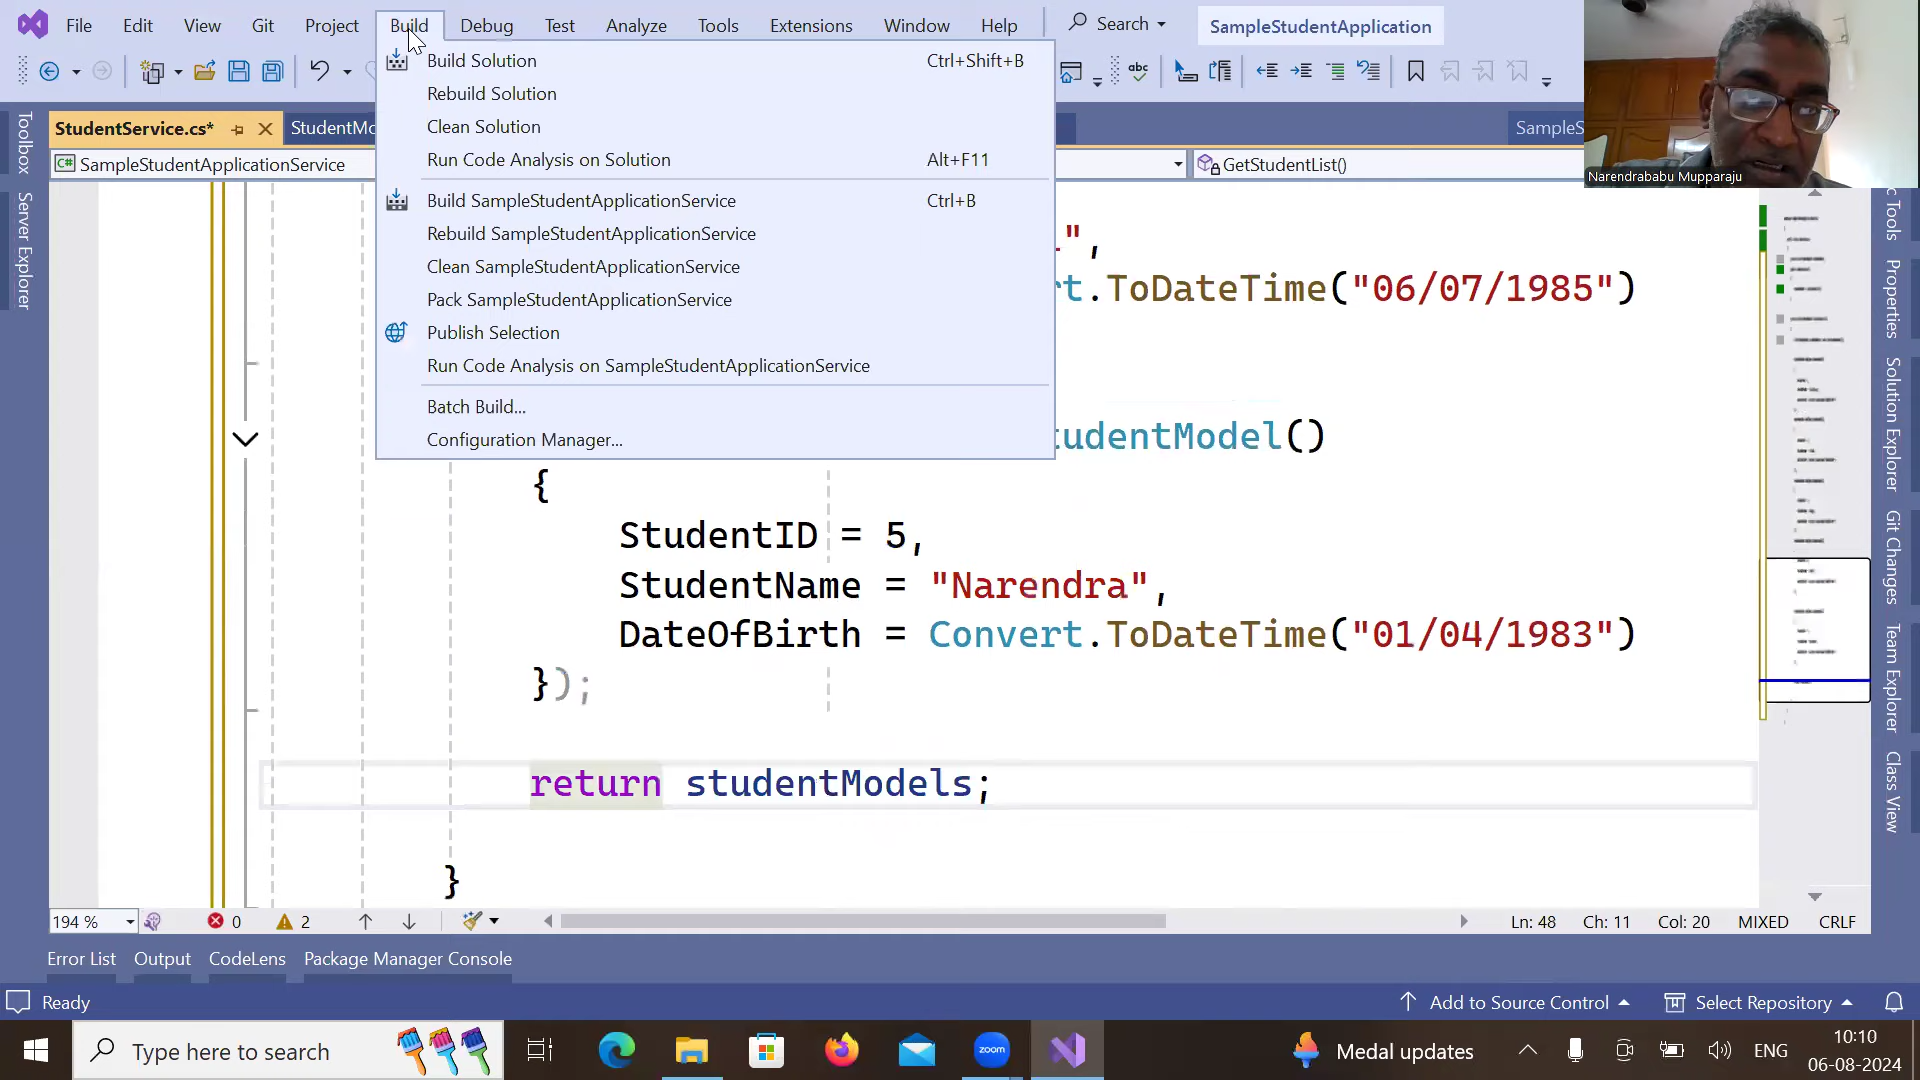 File Edit View Git Project Build Debug Test Analyze Tools Extensions Window Help Search SampleStudentApplication
Narendrababu Mupparaju
StudentService.cs* StudentMo SampleS
SampleStudentApplicationService GetStudentList()
Build Solution Ctrl+Shift+B
Rebuild Solution
Clean Solution
Run Code Analysis on Solution Alt+F11
Build SampleStudentApplicationService Ctrl+B
Rebuild SampleStudentApplicationService
Clean SampleStudentApplicationService
Pack SampleStudentApplicationService
Publish Selection
Run Code Analysis on SampleStudentApplicationService
Batch Build...
Configuration Manager...
Toolbox
Server Explorer
",
t.ToDateTime("06/07/1985")
tudentModel()
{
StudentID = 5,
StudentName = "Narendra",
DateOfBirth = Convert.ToDateTime("01/04/1983")
});
return studentModels;
}
c Tools
Properties
Solution Explorer
Git Changes
Team Explorer
Class View
194 % 0 2 Ln: 48 Ch: 11 Col: 20 MIXED CRLF
Error List Output CodeLens Package Manager Console
Ready Add to Source Control Select Repository
Type here to search zoom Medal updates ENG 10:10
06-08-2024